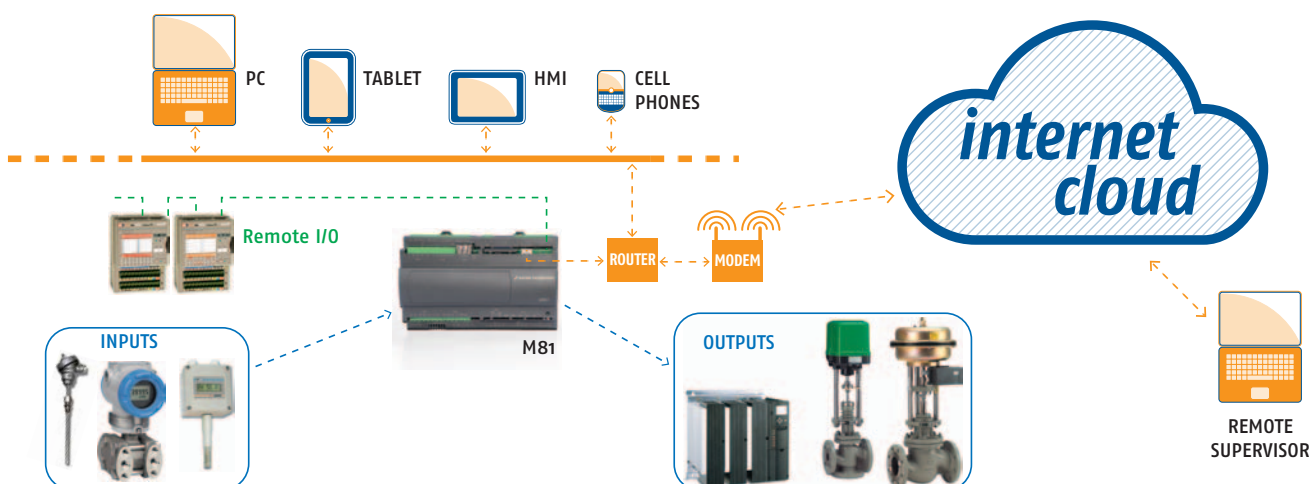 PC
TABLET
HMI
CELL
PHONES
internet
cloud
Remote I/O
ROUTER
MODEM
M81
INPUTS
OUTPUTS
REMOTE
SUPERVISOR